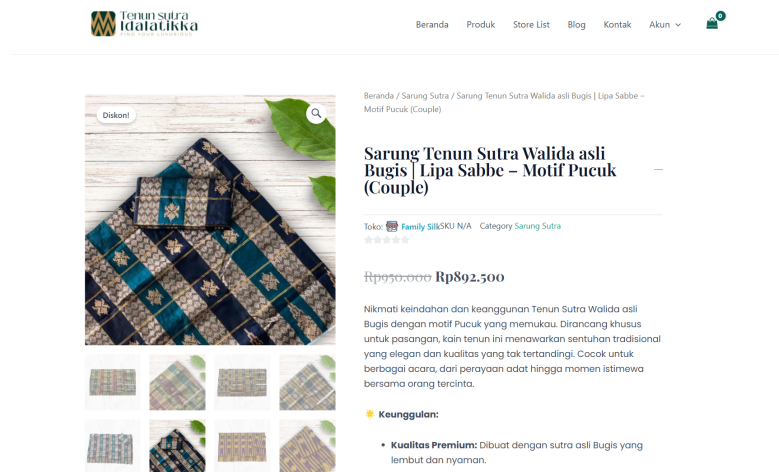 Tenun sutra
Idalatikka
FIND YOUR LUXURIOUS
Beranda Produk Store List Blog Kontak Akun 0
Beranda / Sarung Sutra / Sarung Tenun Sutra Walida asli Bugis | Lipa Sabbe –
Motif Pucuk (Couple)
Diskon!
Sarung Tenun Sutra Walida asli
Bugis | Lipa Sabbe – Motif Pucuk
(Couple)
Toko: Family Silk SKU N/A Category Sarung Sutra
Rp950.000 Rp892.500
Nikmati keindahan dan keanggunan Tenun Sutra Walida asli
Bugis dengan motif Pucuk yang memukau. Dirancang khusus
untuk pasangan, kain tenun ini menawarkan sentuhan tradisional
yang elegan dan kualitas yang tak tertandingi. Cocok untuk
berbagai acara, dari perayaan adat hingga momen istimewa
bersama orang tercinta.
Keunggulan:
• Kualitas Premium: Dibuat dengan sutra asli Bugis yang
lembut dan nyaman.